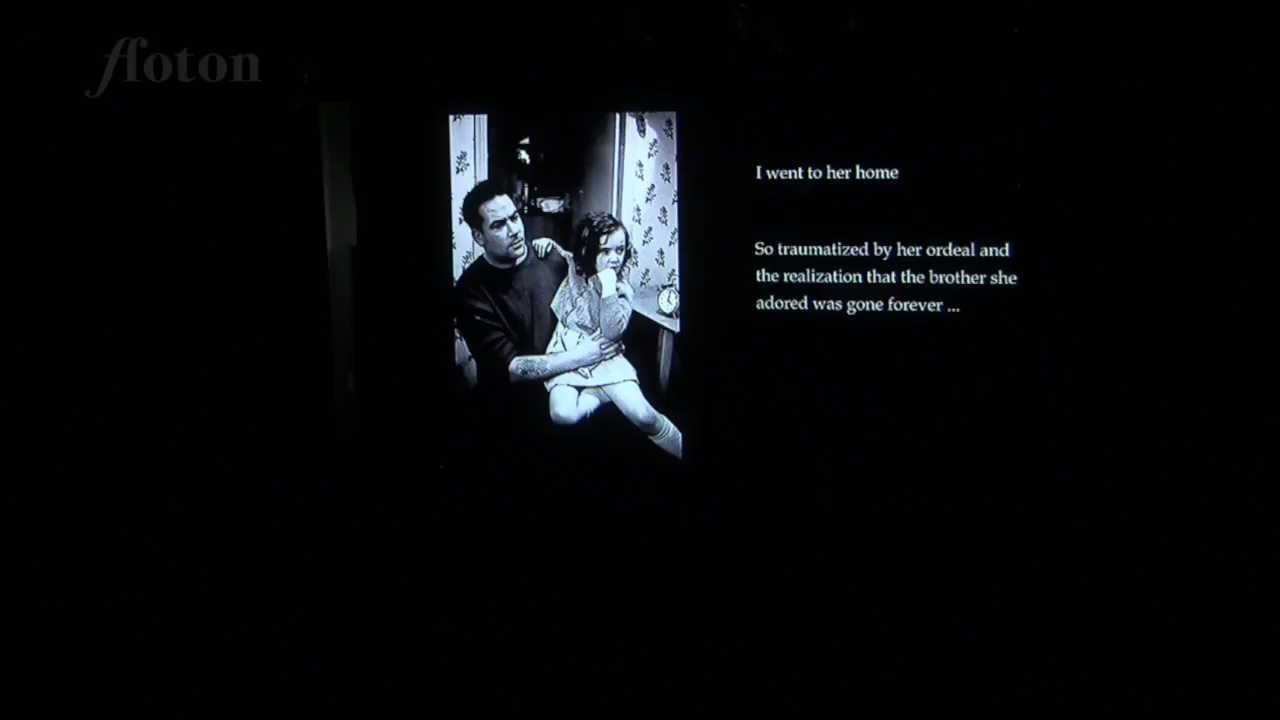 ffoton
I went to her home
So traumatized by her ordeal and
the realization that the brother she
adored was gone forever ...